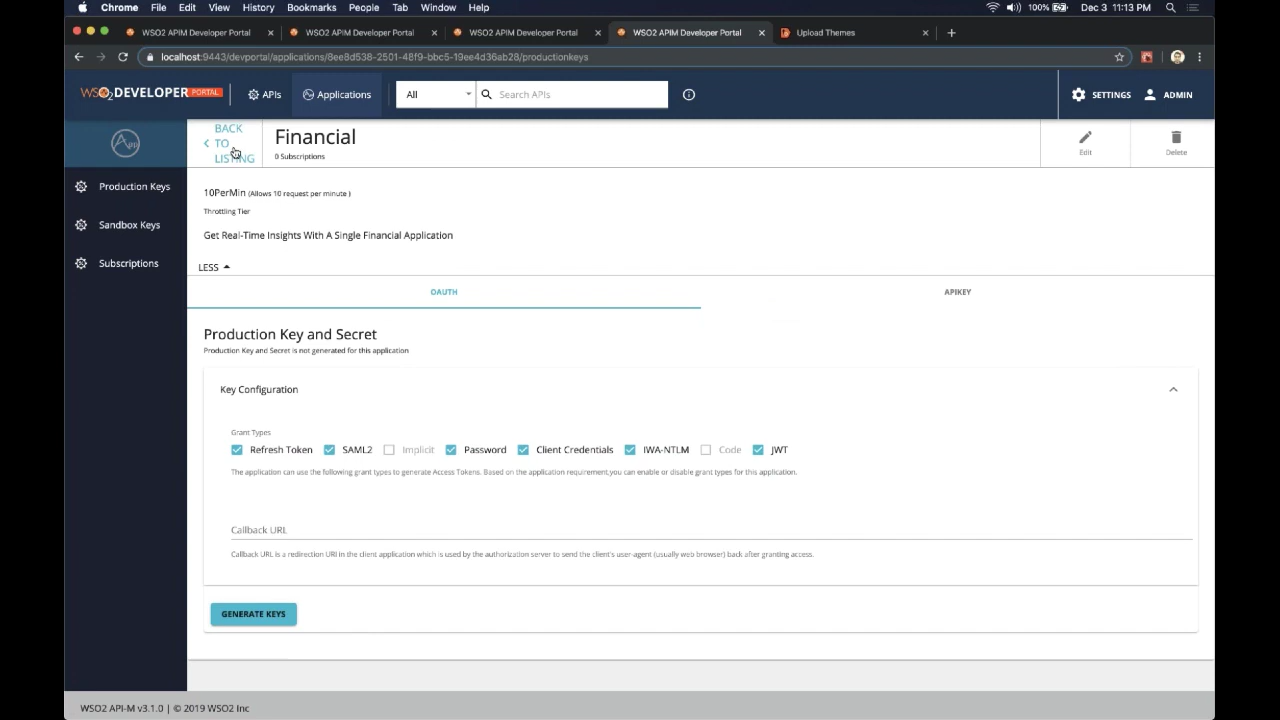 Chrome File Edit View History Bookmarks People Tab Window Help 100% Dec 3 11:13 PM
WSO2 APIM Developer Portal WSO2 APIM Developer Portal WSO2 APIM Developer Portal WSO2 APIM Developer Portal Upload Themes
localhost:9443/devportal/applications/8ee8d538-2501-48f9-bbc5-19ee4d36ab28/productionkeys
WSO2 DEVELOPER PORTAL APIs Applications All Search APIs SETTINGS ADMIN
App
BACK
TO
LISTING
Financial
0 Subscriptions
Edit
Delete
Production Keys
Sandbox Keys
Subscriptions
10PerMin (Allows 10 request per minute )
Throttling Tier
Get Real-Time Insights With A Single Financial Application
LESS
OAUTH APIKEY
Production Key and Secret
Production Key and Secret is not generated for this application
Key Configuration
Grant Types
Refresh Token SAML2 Implicit Password Client Credentials IWA-NTLM Code JWT
The application can use the following grant types to generate Access Tokens. Based on the application requirement,you can enable or disable grant types for this application.
Callback URL
Callback URL is a redirection URI in the client application which is used by the authorization server to send the client's user-agent (usually web browser) back after granting access.
GENERATE KEYS
WSO2 API-M v3.1.0 | © 2019 WSO2 Inc